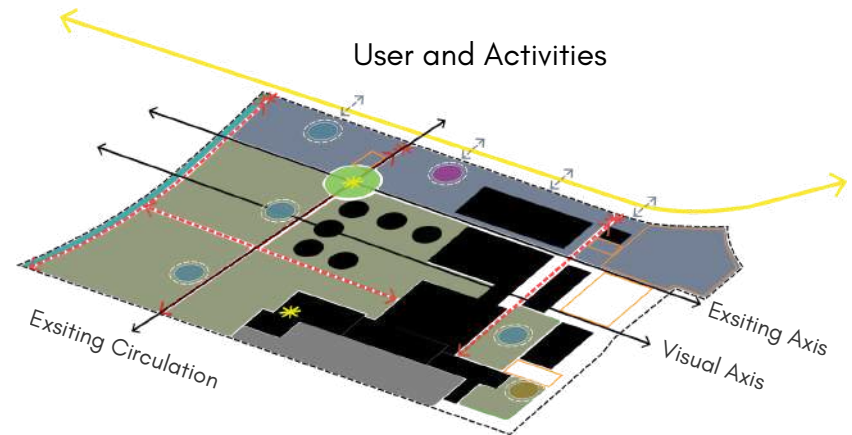 User and Activities
Exsiting Axis
Visual Axis
Exsiting Circulation